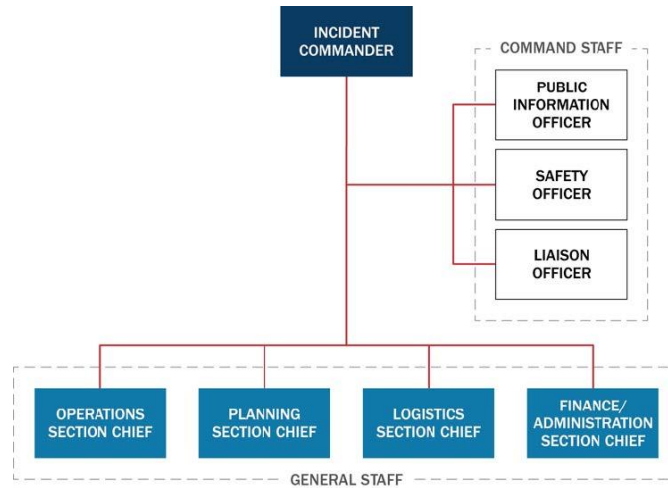 INCIDENT
COMMANDER
COMMAND STAFF
PUBLIC
INFORMATION
OFFICER
SAFETY
OFFICER
LIAISON
OFFICER
OPERATIONS
SECTION CHIEF
PLANNING
SECTION CHIEF
LOGISTICS
SECTION CHIEF
FINANCE/
ADMINISTRATION
SECTION CHIEF
GENERAL STAFF